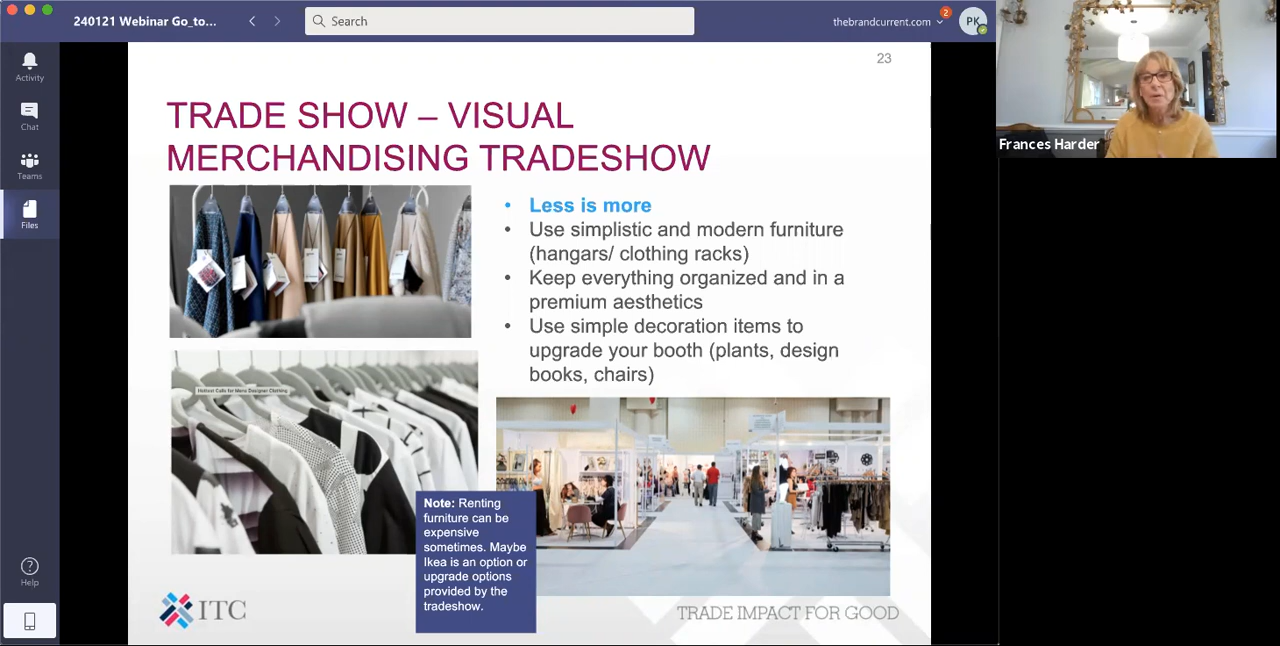 240121 Webinar Go_to...
Search
thebrandcurrent.com
2
PK
Activity
Chat
Teams
Files
Help
23
TRADE SHOW – VISUAL
MERCHANDISING TRADESHOW
• Less is more
• Use simplistic and modern furniture
(hangars/ clothing racks)
• Keep everything organized and in a
premium aesthetics
• Use simple decoration items to
upgrade your booth (plants, design
books, chairs)
Note: Renting
furniture can be
expensive
sometimes. Maybe
Ikea is an option or
upgrade options
provided by the
tradeshow.
ITC
TRADE IMPACT FOR GOOD
Frances Harder